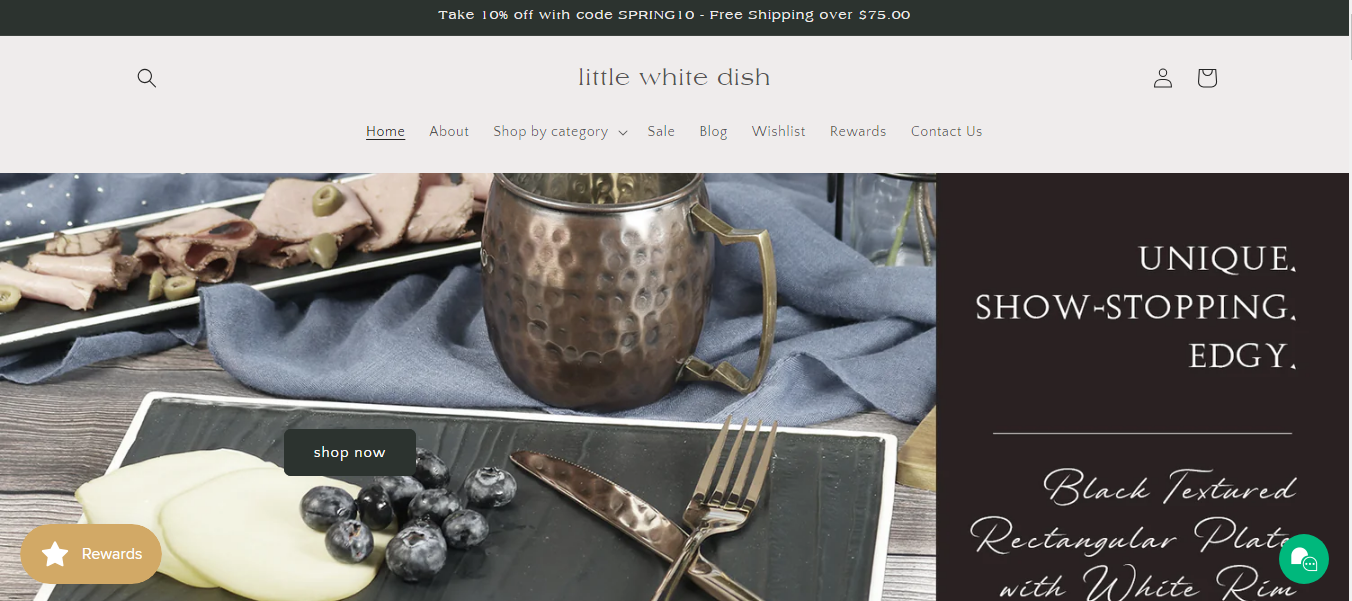 Take 10% off with code SPRING10 - Free Shipping over $75.00
little white dish
Home About Shop by category Sale Blog Wishlist Rewards Contact Us
UNIQUE.
SHOW-STOPPING.
EDGY.
shop now
Black Textured
Rectangular Plate
with White Rim
Rewards